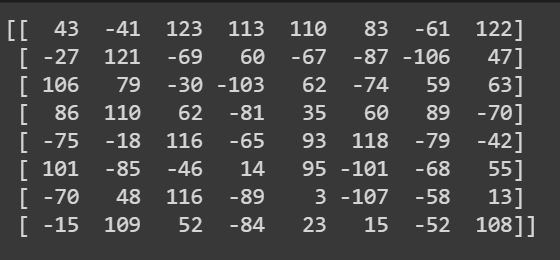 [[  43  -41  123  113  110   83  -61  122]
 [ -27  121  -69   60  -67  -87 -106   47]
 [ 106   79  -30 -103   62  -74   59   63]
 [  86  110   62  -81   35   60   89  -70]
 [ -75  -18  116  -65   93  118  -79  -42]
 [ 101  -85  -46   14   95 -101  -68   55]
 [ -70   48  116  -89    3 -107  -58   13]
 [ -15  109   52  -84   23   15  -52  108]]